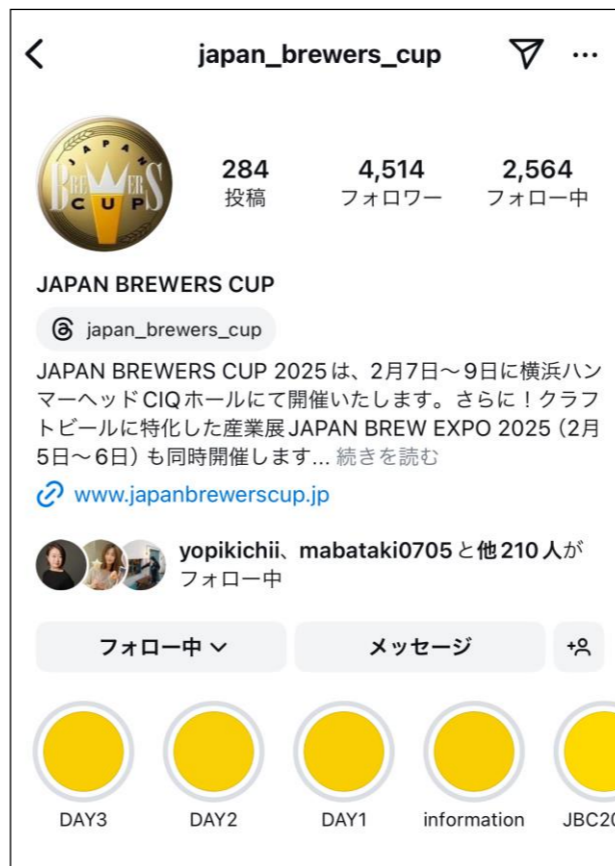 japan_brewers_cup
JAPAN
BREWERS
CUP
284
投稿
4,514
フォロワー
2,564
フォロー中
JAPAN BREWERS CUP
japan_brewers_cup
JAPAN BREWERS CUP 2025は、2月7日〜9日に横浜ハン
マーヘッドCIQホールにて開催いたします。さらに！クラフ
トビールに特化した産業展JAPAN BREW EXPO 2025（2月
5日〜6日）も同時開催します... 続きを読む
www.japanbrewerscup.jp
yopikichii、mabataki0705と他210人が
フォロー中
フォロー中
メッセージ
DAY3
DAY2
DAY1
information